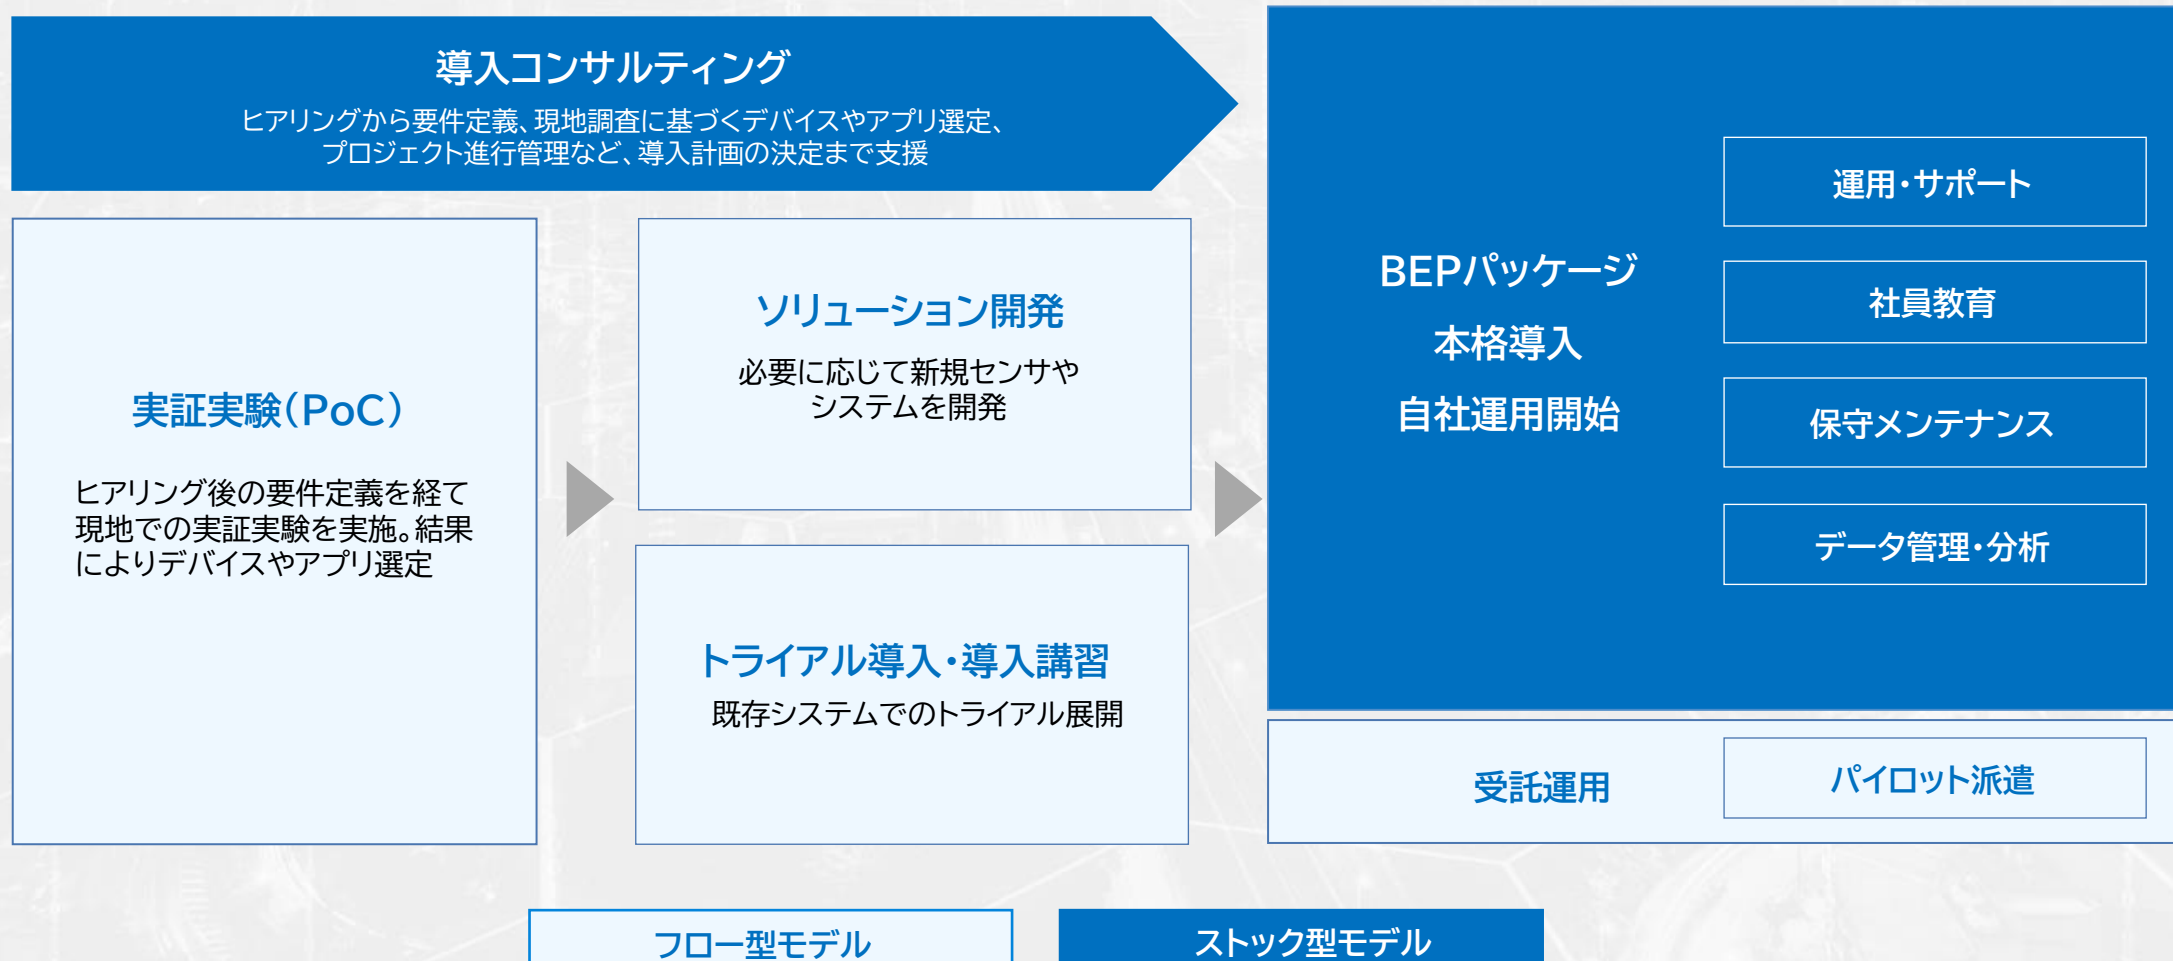 導入コンサルティング
ヒアリングから要件定義、現地調査に基づくデバイスやアプリ選定、
プロジェクト進行管理など、導入計画の決定まで支援
実証実験（PoC）
ヒアリング後の要件定義を経て
現地での実証実験を実施。結果
によりデバイスやアプリ選定
ソリューション開発
必要に応じて新規センサや
システムを開発
トライアル導入・導入講習
既存システムでのトライアル展開
BEPパッケージ
本格導入
自社運用開始
運用・サポート
社員教育
保守メンテナンス
データ管理・分析
受託運用
パイロット派遣
フロー型モデル
ストック型モデル